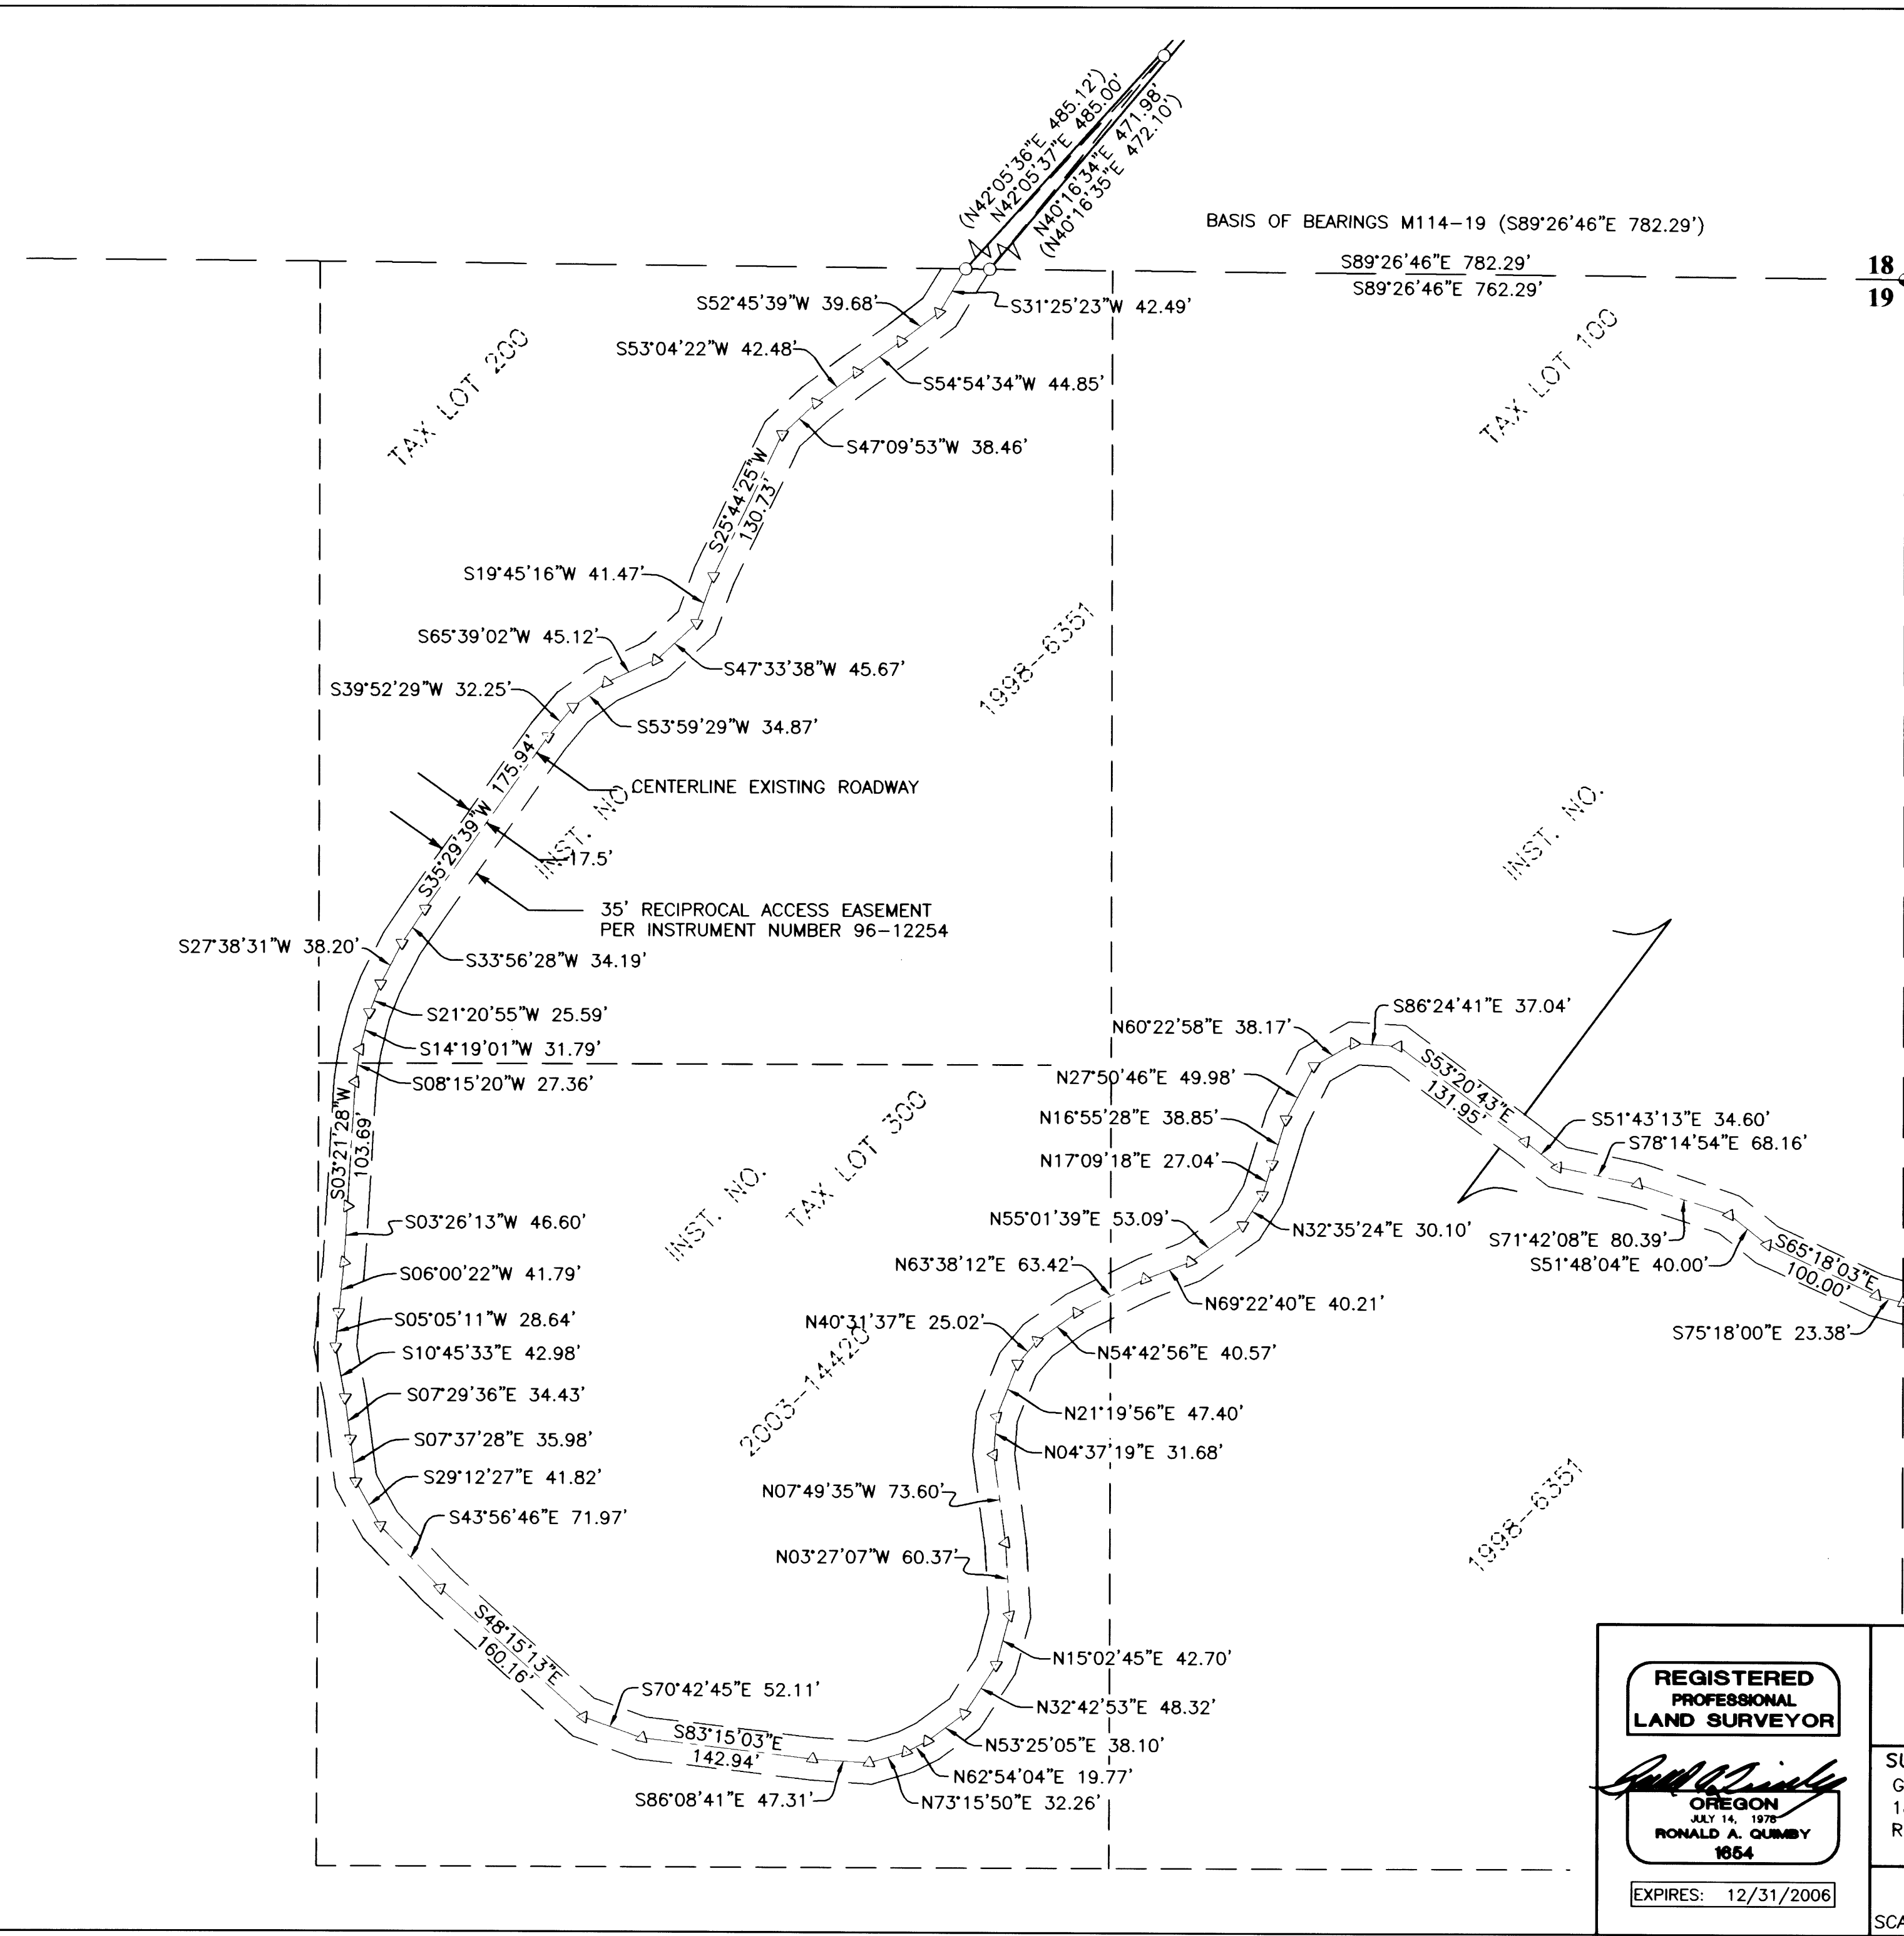 (N42°05'36"E 485.12')
N42°05'37"E 485.00'
N40°16'34"E 471.98'
(N40°16'35"E 472.10')
BASIS OF BEARINGS M114-19 (S89°26'46"E 782.29')
S89°26'46"E 782.29'
S89°26'46"E 762.29'
18
19
S52°45'39"W 39.68'
S31°25'23"W 42.49'
S53°04'22"W 42.48'
S54°54'34"W 44.85'
TAX LOT 200
TAX LOT 100
S47°09'53"W 38.46'
S25°44'25"W
130.73'
S19°45'16"W 41.47'
S65°39'02"W 45.12'
S47°33'38"W 45.67'
1998-6351
S39°52'29"W 32.25'
S53°59'29"W 34.87'
S35°29'39"W 175.94'
CENTERLINE EXISTING ROADWAY
INST. NO.
17.5'
INST. NO.
35' RECIPROCAL ACCESS EASEMENT
PER INSTRUMENT NUMBER 96-12254
S27°38'31"W 38.20'
S33°56'28"W 34.19'
S21°20'55"W 25.59'
S14°19'01"W 31.79'
S08°15'20"W 27.36'
S03°21'28"W
103.69'
S86°24'41"E 37.04'
N60°22'58"E 38.17'
N27°50'46"E 49.98'
S53°20'43"E
131.95'
N16°55'28"E 38.85'
S51°43'13"E 34.60'
S78°14'54"E 68.16'
N17°09'18"E 27.04'
TAX LOT 300
INST. NO.
S03°26'13"W 46.60'
N55°01'39"E 53.09'
N32°35'24"E 30.10'
S71°42'08"E 80.39'
S51°48'04"E 40.00'
S65°18'03"E
100.00'
N63°38'12"E 63.42'
S06°00'22"W 41.79'
N69°22'40"E 40.21'
S05°05'11"W 28.64'
N40°31'37"E 25.02'
S75°18'00"E 23.38'
S10°45'33"E 42.98'
N54°42'56"E 40.57'
2003-14420
S07°29'36"E 34.43'
N21°19'56"E 47.40'
S07°37'28"E 35.98'
N04°37'19"E 31.68'
S29°12'27"E 41.82'
N07°49'35"W 73.60'
S43°56'46"E 71.97'
1998-6351
N03°27'07"W 60.37'
S48°15'13"E
160.16'
N15°02'45"E 42.70'
S70°42'45"E 52.11'
N32°42'53"E 48.32'
S83°15'03"E
142.94'
N53°25'05"E 38.10'
N62°54'04"E 19.77'
S86°08'41"E 47.31'
N73°15'50"E 32.26'
REGISTERED
PROFESSIONAL
LAND SURVEYOR
OREGON
JULY 14, 1978
RONALD A. QUIMBY
1654
EXPIRES: 12/31/2006
SU
G
1
R
SCA